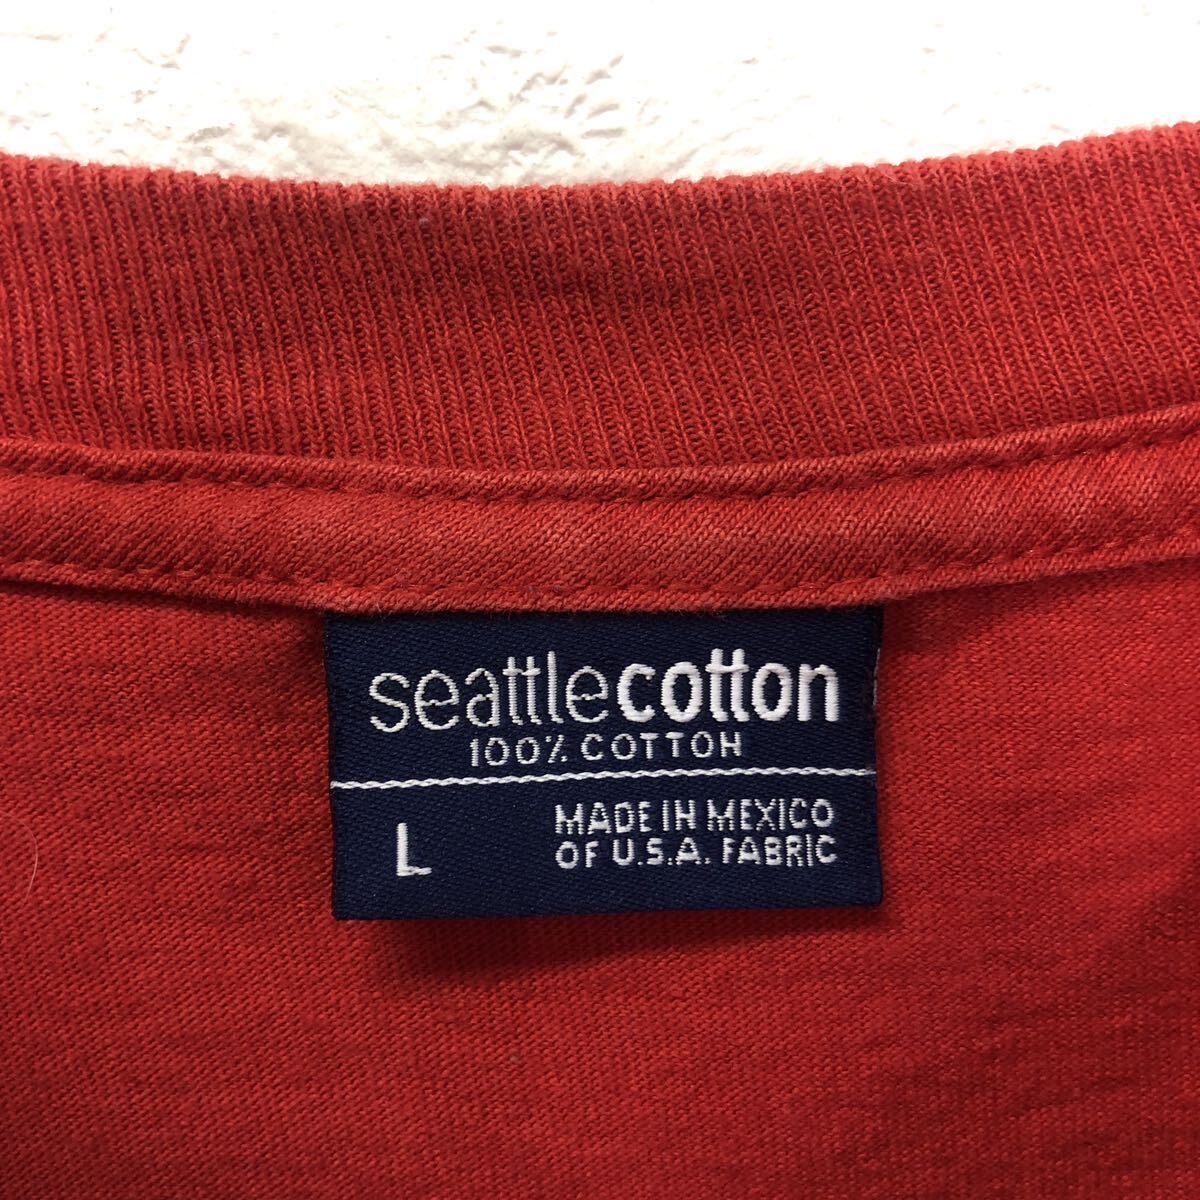 seattlecotton
100% COTTON
L
MADE IN MEXICO
OF U.S.A. FABRIC